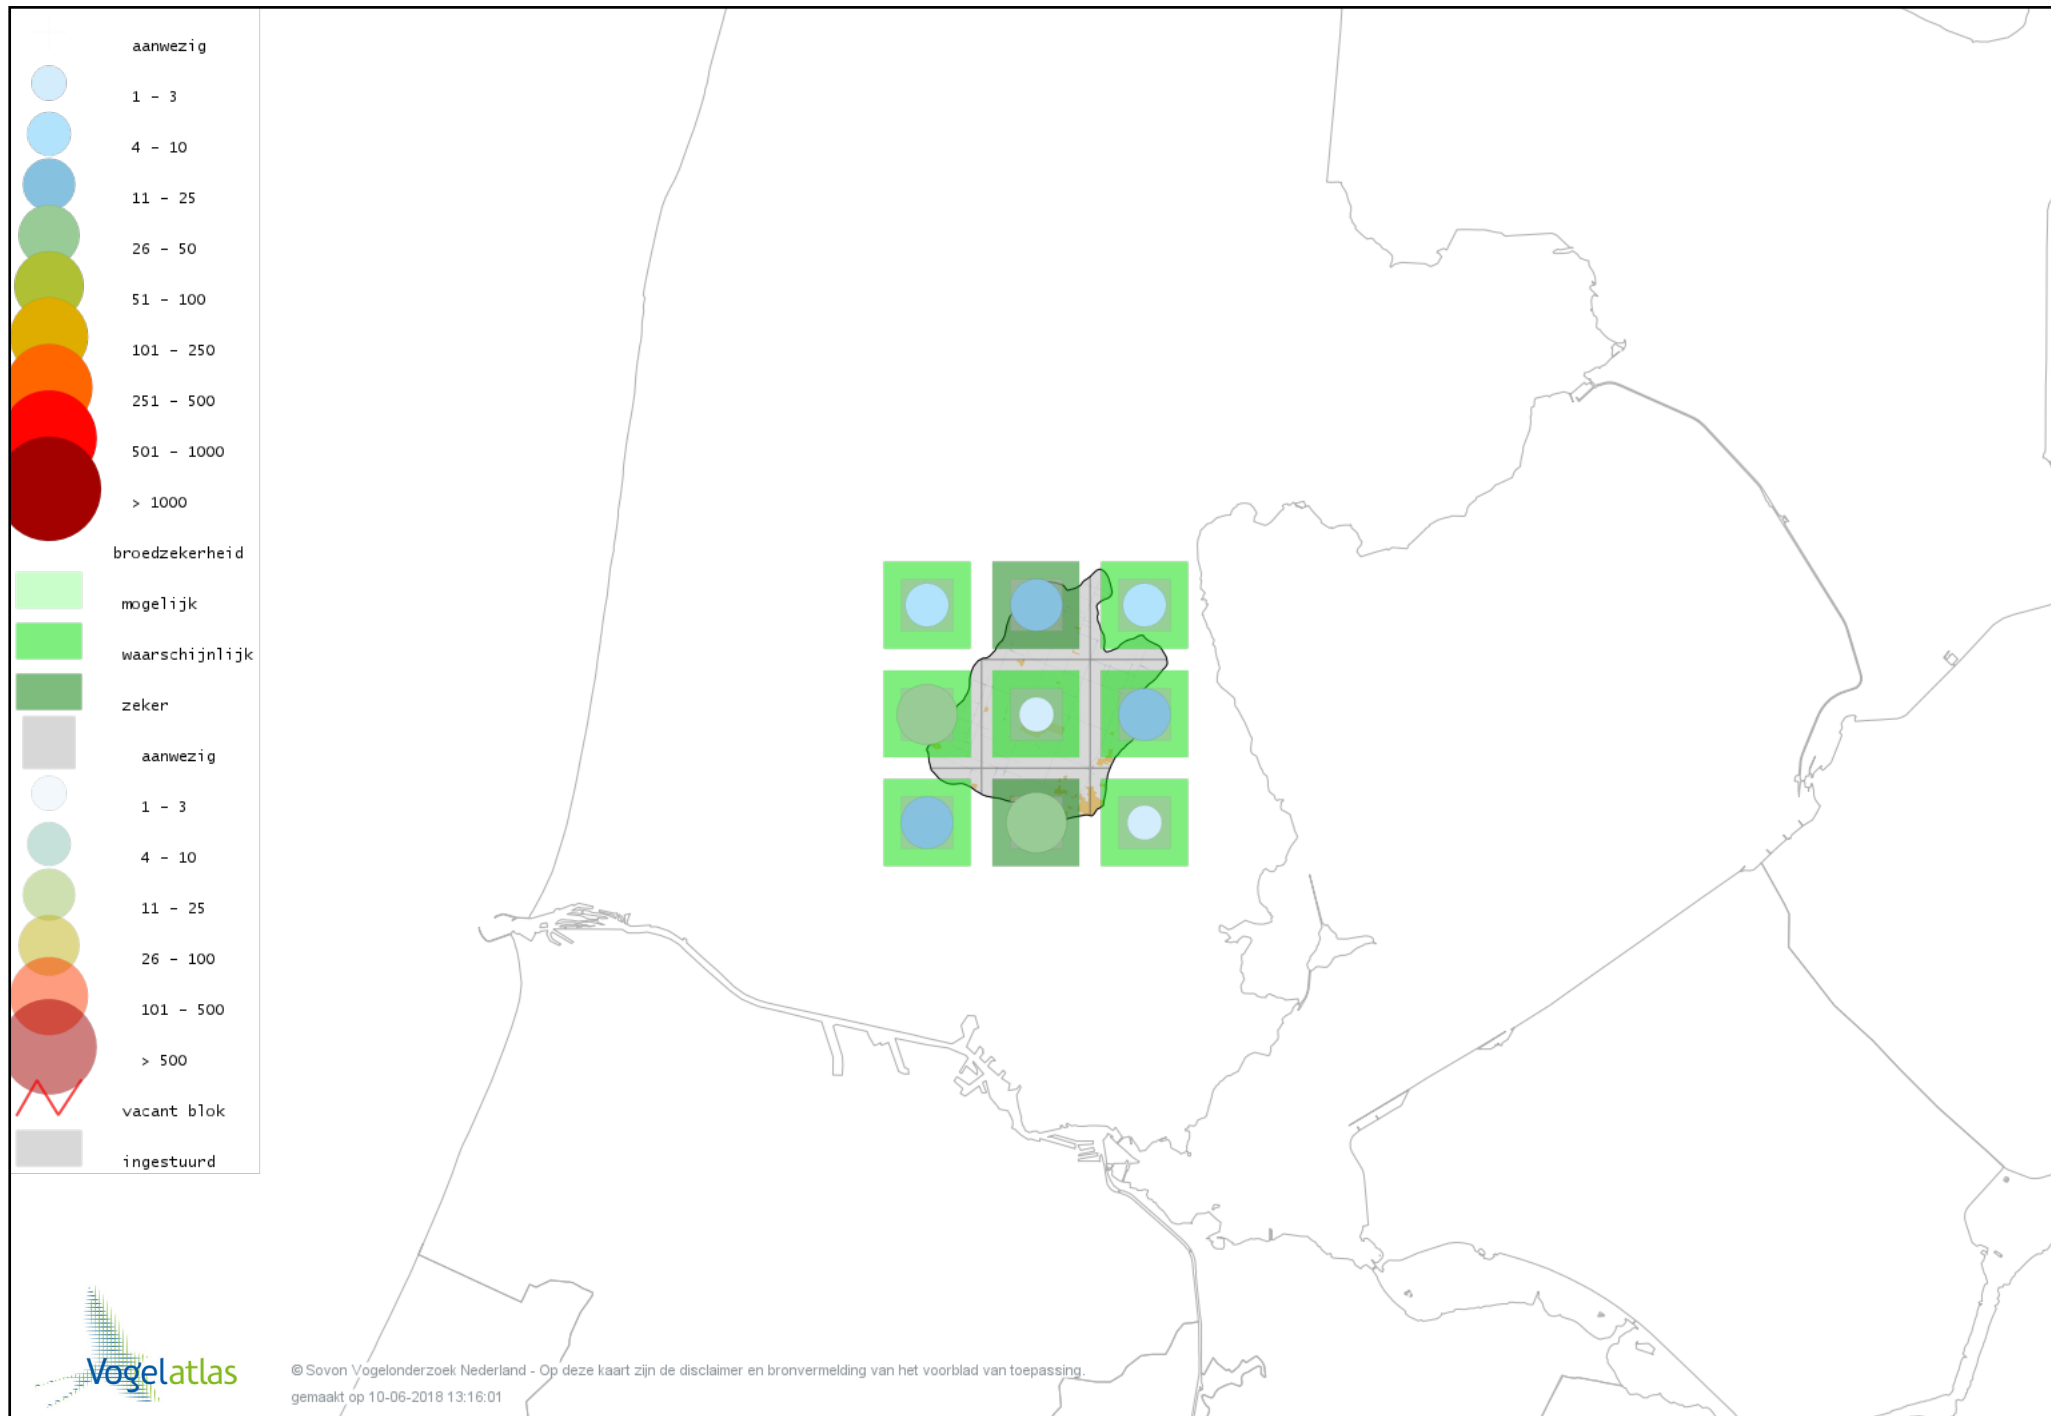 aanwezig
1 - 3
4 - 10
11 - 25
26 - 50
51 - 100
101 - 250
251 - 500
501 - 1000
> 1000
broedzekerheid
mogelijk
waarschijnlijk
zeker
aanwezig
1 - 3
4 - 10
11 - 25
26 - 100
101 - 500
> 500
vacant blok
ingestuurd
Vogelatlas
© Sovon Vogelonderzoek Nederland - Op deze kaart zijn de disclaimer en bronvermelding van het voorblad van toepassing.
gemaakt op 10-06-2018 13:16:01